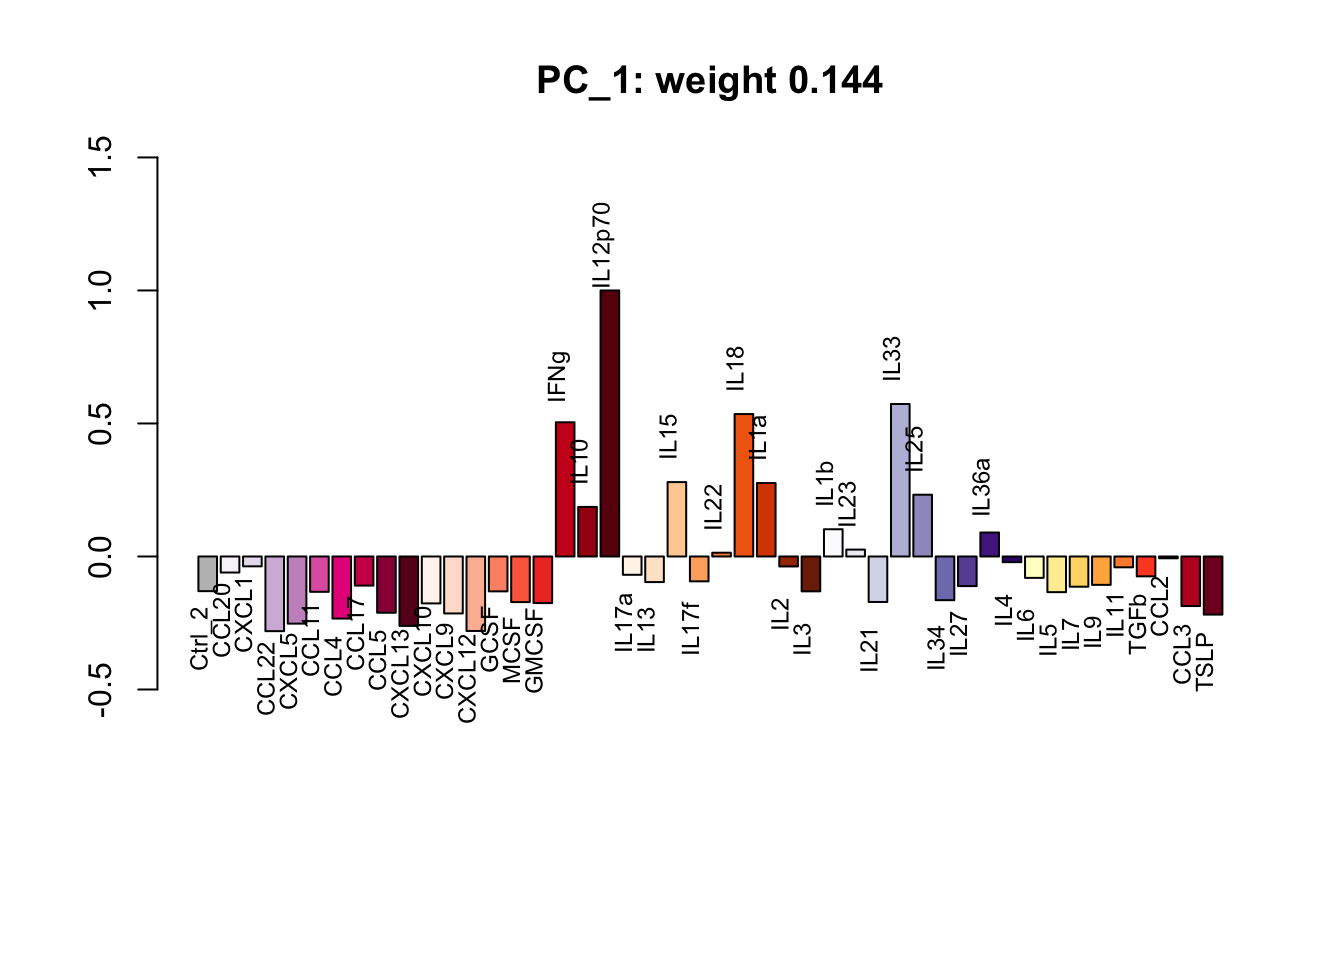 PC_1: weight 0.144
1.5
1.0
0.5
0.0
-0.5
Ctrl_2
CCL20
CXCL1
CCL22
CXCL5
CCL11
CCL4
CCL17
CCL5
CXCL13
CXCL10
CXCL9
CXCL12
GCSF
MCSF
GMCSF
IFNg
IL10
IL12p70
IL17a
IL13
IL15
IL17f
IL22
IL18
IL1a
IL2
IL3
IL1b
IL23
IL21
IL33
IL25
IL34
IL27
IL36a
IL4
IL6
IL5
IL7
IL9
IL11
TGFb
CCL2
CCL3
TSLP